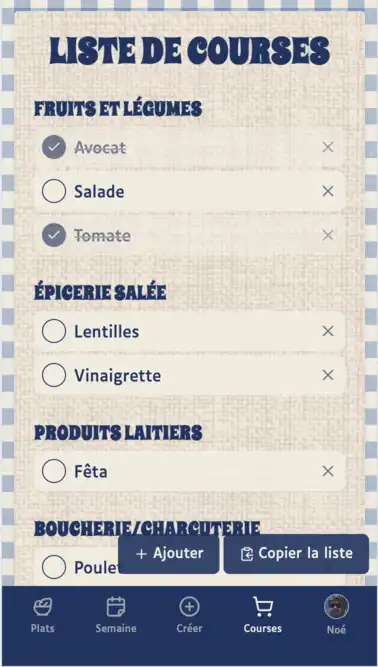 LISTE DE COURSES
FRUITS ET LÉGUMES
Avocat
Salade
Tomate
ÉPICERIE SALÉE
Lentilles
Vinaigrette
PRODUITS LAITIERS
Fêta
BOUCHERIE/CHARCUTERIE
Poulet
+ Ajouter
Copier la liste
Plats
Semaine
Créer
Courses
Noé